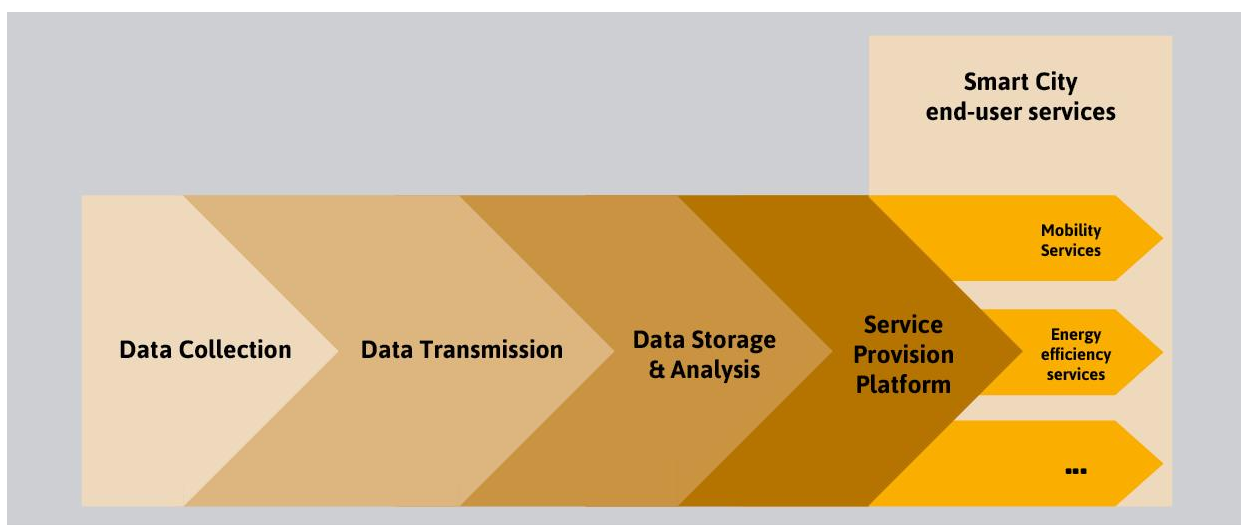 Smart City
end-user services
Data Collection
Data Transmission
Data Storage
& Analysis
Service
Provision
Platform
Mobility
Services
Energy
efficiency
services
...